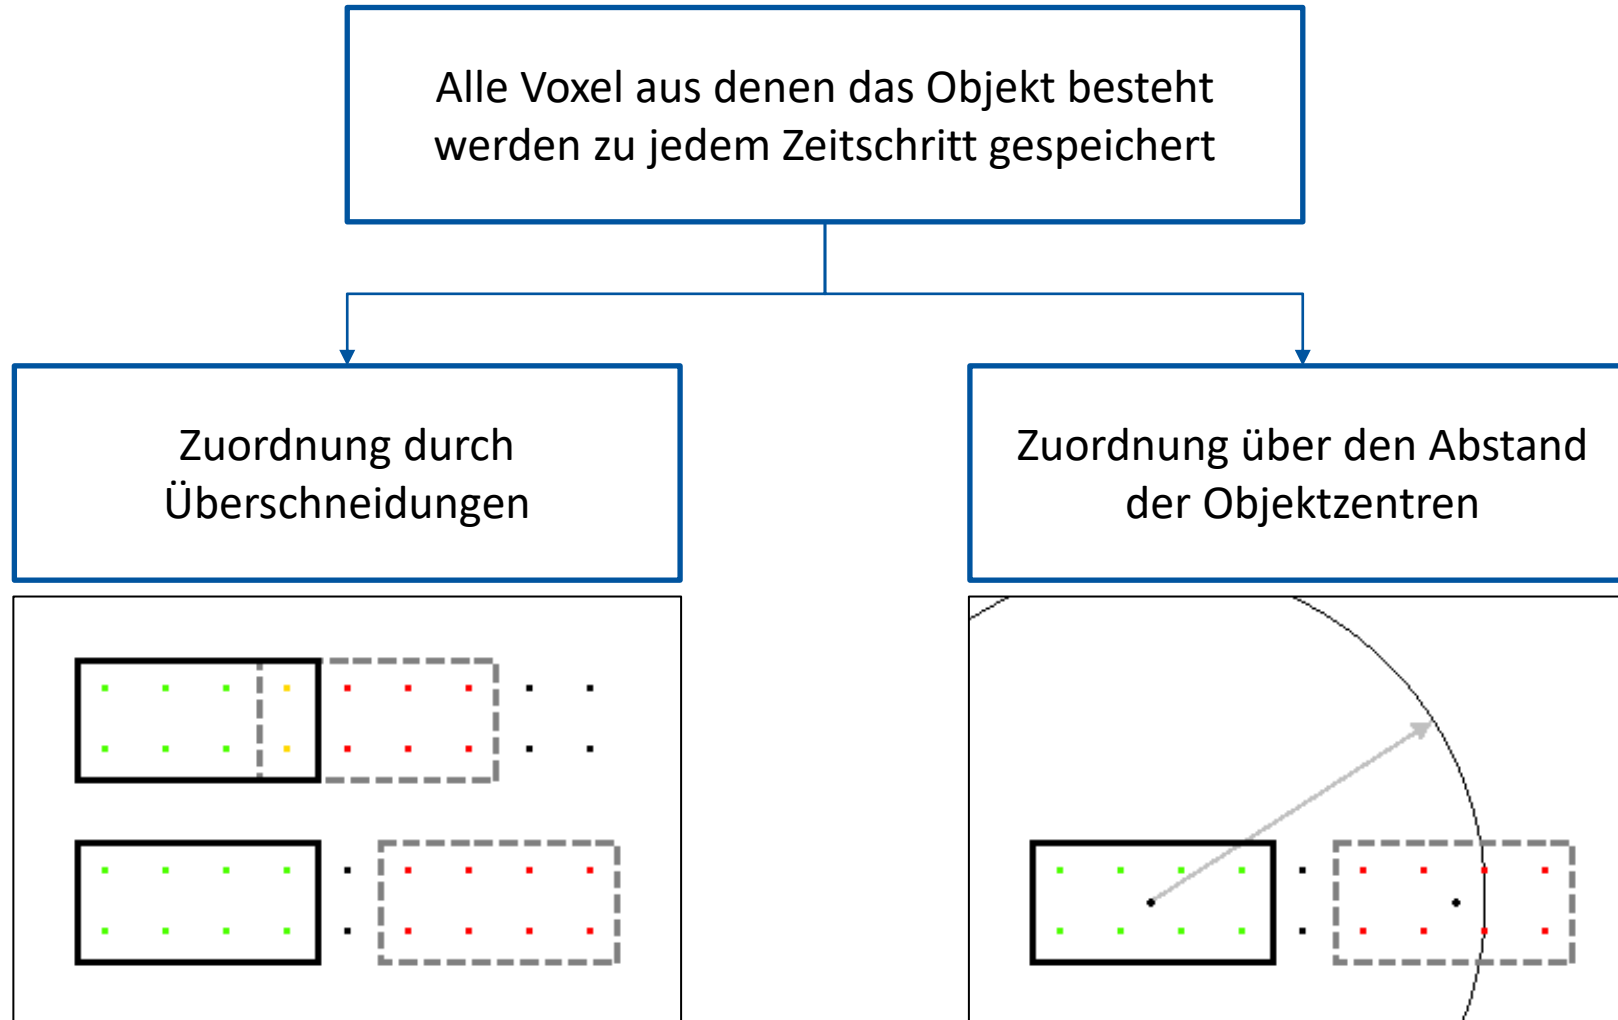 Alle Voxel aus denen das Objekt besteht
werden zu jedem Zeitschritt gespeichert
Zuordnung durch
Überschneidungen
Zuordnung über den Abstand
der Objektzentren